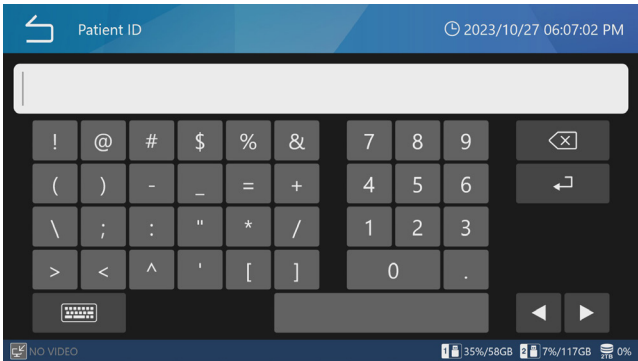 Patient ID 2023/10/27 06:07:02 PM
! @ # $ % & 7 8 9
( ) - _ = + 4 5 6
\ ; : " * / 1 2 3
> < ^ ' [ ] 0 .
NO VIDEO 1 35%/58GB 2 7%/117GB 2TB 0%